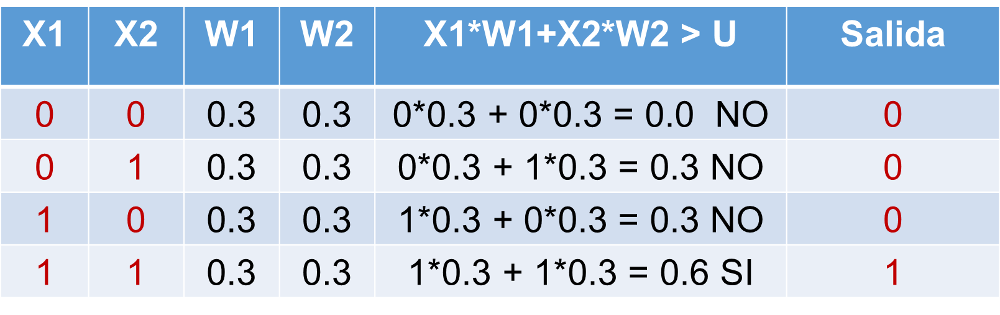 X1 X2 W1 W2 X1*W1+X2*W2 > U Salida
0 0 0.3 0.3 0*0.3 + 0*0.3 = 0.0 NO 0
0 1 0.3 0.3 0*0.3 + 1*0.3 = 0.3 NO 0
1 0 0.3 0.3 1*0.3 + 0*0.3 = 0.3 NO 0
1 1 0.3 0.3 1*0.3 + 1*0.3 = 0.6 SI 1